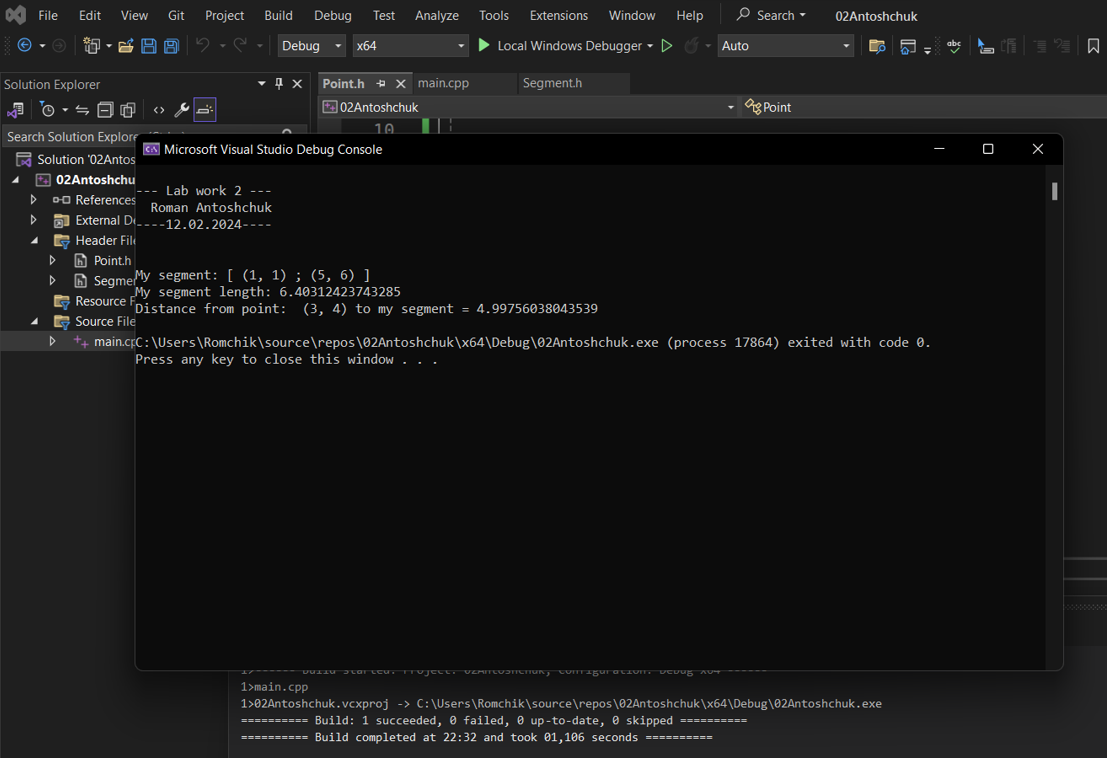 File Edit View Git Project Build Debug Test Analyze Tools Extensions Window Help Search 02Antoshchuk
Debug x64 Local Windows Debugger Auto
Solution Explorer
Point.h main.cpp Segment.h
02Antoshchuk Point
Search Solution Explore
10
Solution '02Antos
02Antoshchu
References
External De
Header File
Point.h
Segmen
Resource F
Source File
main.cp
Microsoft Visual Studio Debug Console
--- Lab work 2 ---
Roman Antoshchuk
----12.02.2024----
My segment: [ (1, 1) ; (5, 6) ]
My segment length: 6.40312423743285
Distance from point:  (3, 4) to my segment = 4.99756038043539
C:\Users\Romchik\source\repos\02Antoshchuk\x64\Debug\02Antoshchuk.exe (process 17864) exited with code 0.
Press any key to close this window . . .
1>------ Build started: Project: 02Antoshchuk, Configuration: Debug x64 ------
1>main.cpp
1>02Antoshchuk.vcxproj -> C:\Users\Romchik\source\repos\02Antoshchuk\x64\Debug\02Antoshchuk.exe
========== Build: 1 succeeded, 0 failed, 0 up-to-date, 0 skipped ==========
========== Build completed at 22:32 and took 01,106 seconds ==========